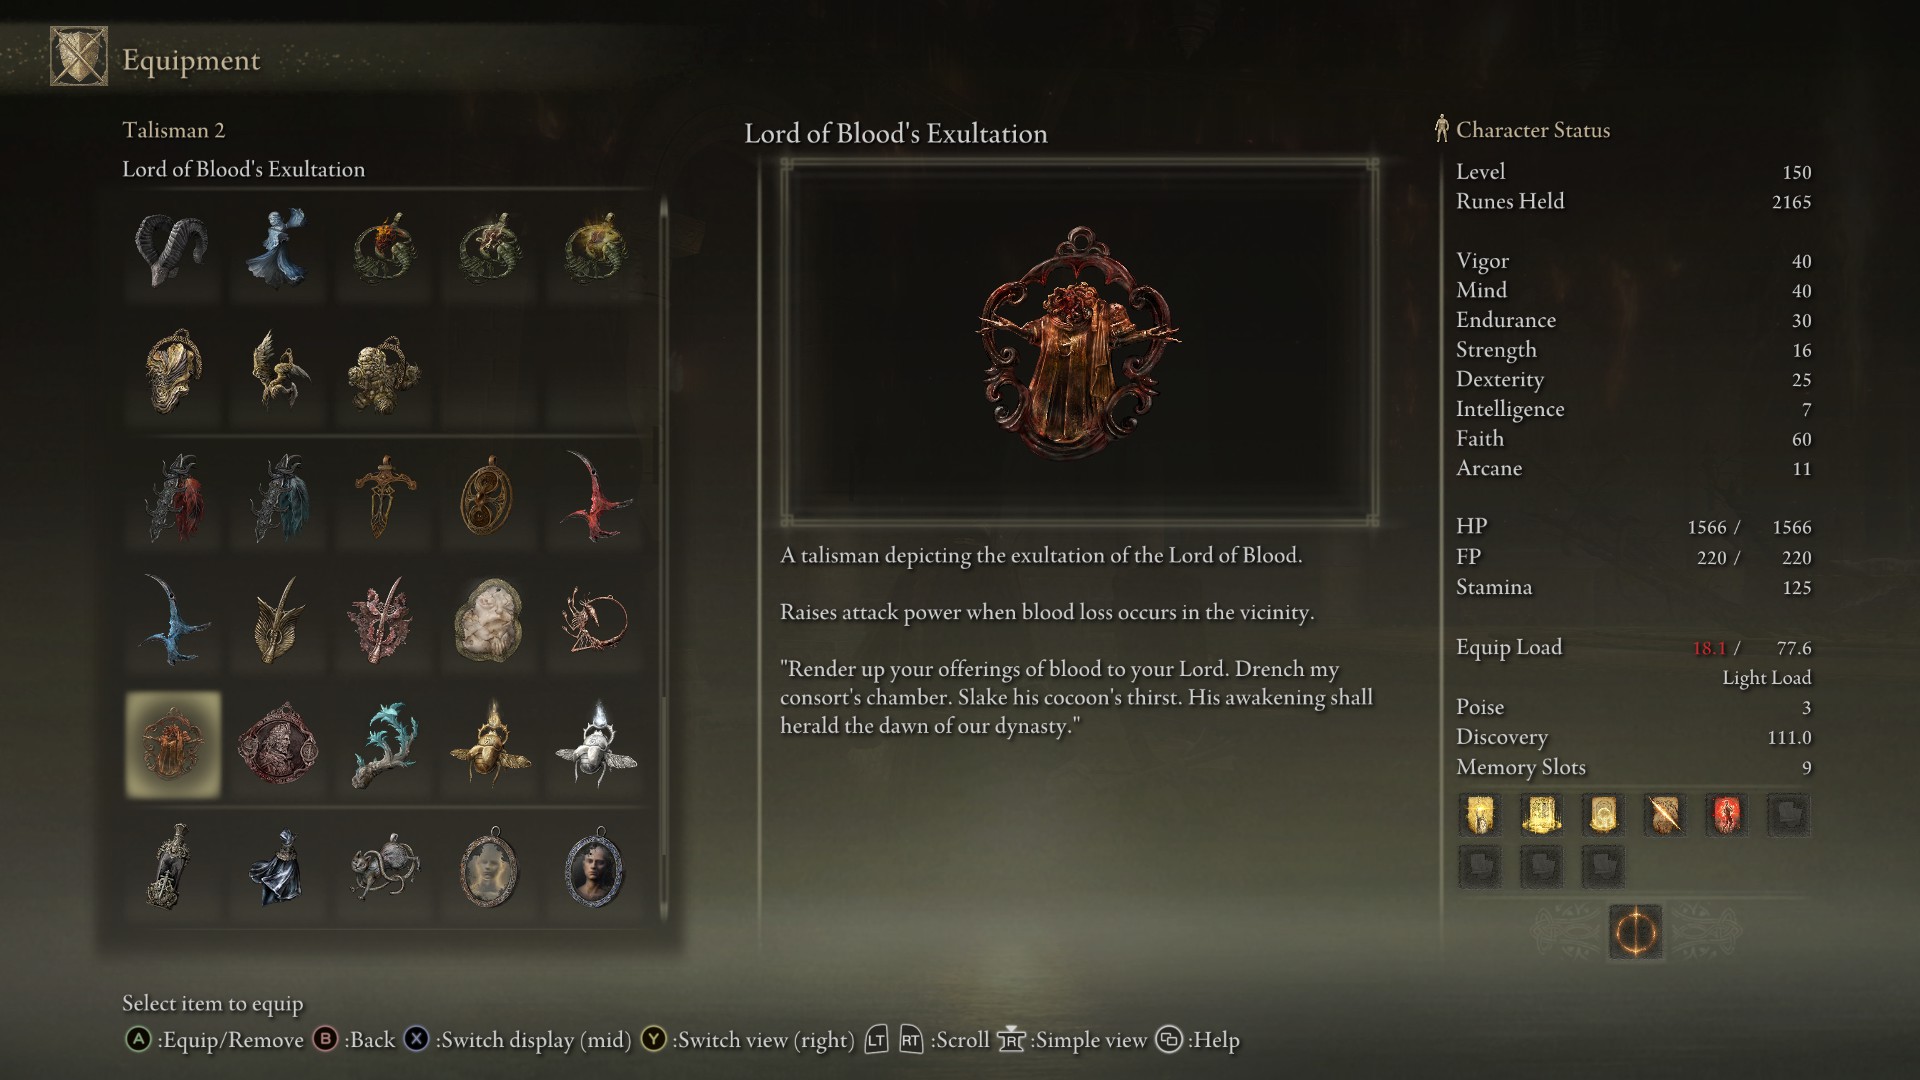 Equipment
Talisman 2
Lord of Blood's Exultation
Lord of Blood's Exultation
A talisman depicting the exultation of the Lord of Blood.
Raises attack power when blood loss occurs in the vicinity.
"Render up your offerings of blood to your Lord. Drench my
consort's chamber. Slake his cocoon's thirst. His awakening shall
herald the dawn of our dynasty."
Character Status
Level 150
Runes Held 2165
Vigor 40
Mind 40
Endurance 30
Strength 16
Dexterity 25
Intelligence 7
Faith 60
Arcane 11
HP 1566 / 1566
FP 220 / 220
Stamina 125
Equip Load 18.1 / 77.6
Light Load
Poise 3
Discovery 111.0
Memory Slots 9
Select item to equip
A :Equip/Remove B :Back X :Switch display (mid) Y :Switch view (right) LT RT :Scroll R :Simple view :Help